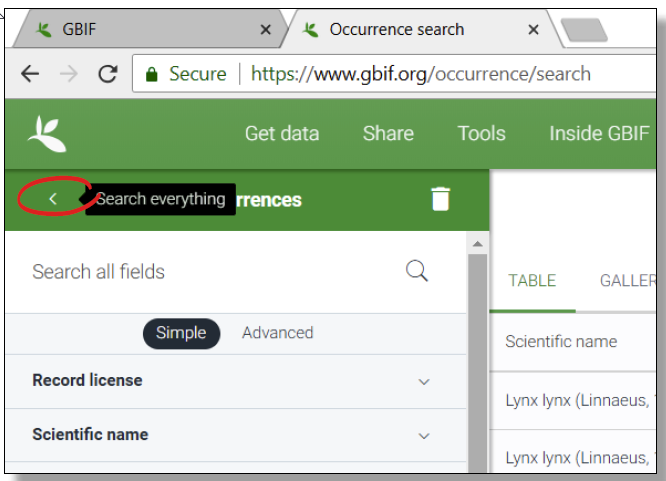 GBIF
Occurrence search
Secure https://www.gbif.org/occurrence/search
Get data Share Tools Inside GBIF
Search everything rrences
Search all fields
Simple Advanced
Record license
Scientific name
TABLE GALLER
Scientific name
Lynx lynx (Linnaeus,
Lynx lynx (Linnaeus,